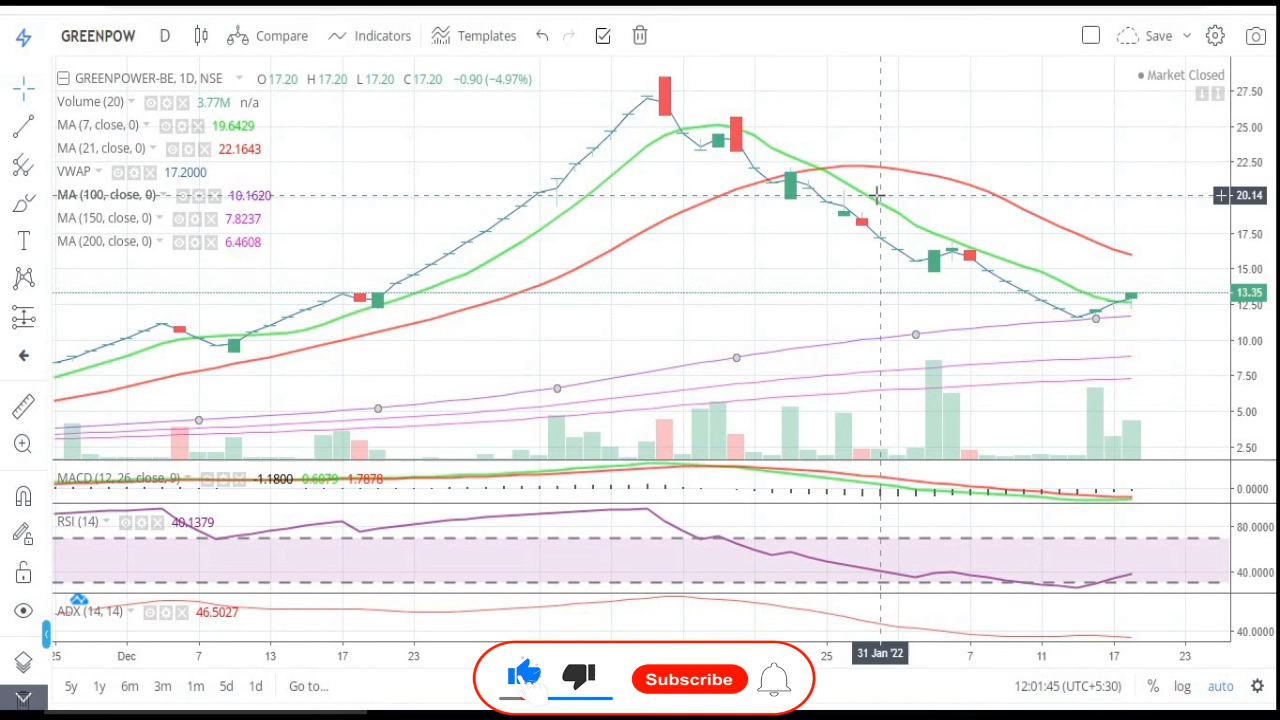 GREENPOW D Compare Indicators Templates Save
GREENPOWER-BE, 1D, NSE O17.20 H17.20 L17.20 C17.20 −0.90 (−4.97%)
Market Closed
Volume (20) 3.77M n/a
MA (7, close, 0) 19.6429
MA (21, close, 0) 22.1643
VWAP 17.2000
MA (100, close, 0) 10.1620
MA (150, close, 0) 7.8237
MA (200, close, 0) 6.4608
27.50
25.00
22.50
20.14
17.50
15.00
13.35
12.50
10.00
7.50
5.00
2.50
MACD (12, 26, close, 9) -1.1800 0.6079 1.7878
0.0000
RSI (14) 40.1379
80.0000
40.0000
ADX (14, 14) 46.5027
40.0000
25 Dec 7 13 17 23 25 31 Jan '22 7 11 17 23
5y 1y 6m 3m 1m 5d 1d Go to... 12:01:45 (UTC+5:30) % log auto
Subscribe